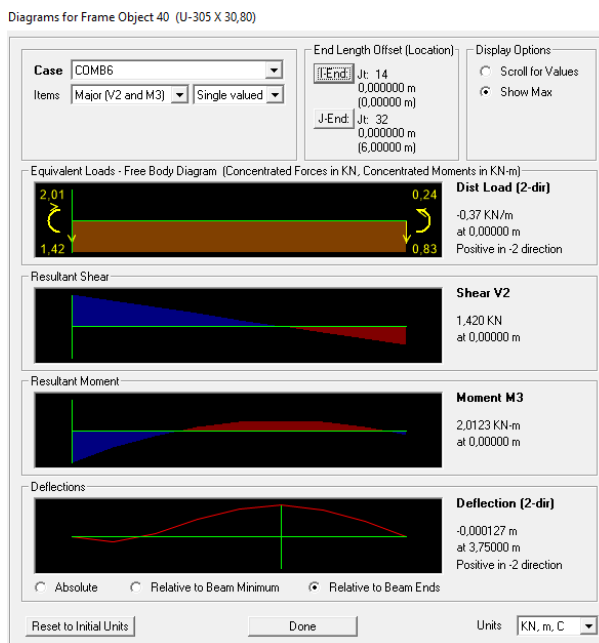 Diagrams for Frame Object 40 (U-305 X 30,80)
Case COMB6
Items Major (V2 and M3) Single valued
End Length Offset (Location)
I-End: Jt: 14
0,000000 m
(0,00000 m)
J-End: Jt: 32
0,000000 m
(6,00000 m)
Display Options
Scroll for Values
Show Max
Equivalent Loads - Free Body Diagram (Concentrated Forces in KN, Concentrated Moments in KN-m)
2,01 0,24
1,42 0,83
Dist Load (2-dir)
-0,37 KN/m
at 0,00000 m
Positive in -2 direction
Resultant Shear
Shear V2
1,420 KN
at 0,00000 m
Resultant Moment
Moment M3
2,0123 KN-m
at 0,00000 m
Deflections
Deflection (2-dir)
-0,000127 m
at 3,75000 m
Positive in -2 direction
Absolute Relative to Beam Minimum Relative to Beam Ends
Reset to Initial Units Done Units KN, m, C